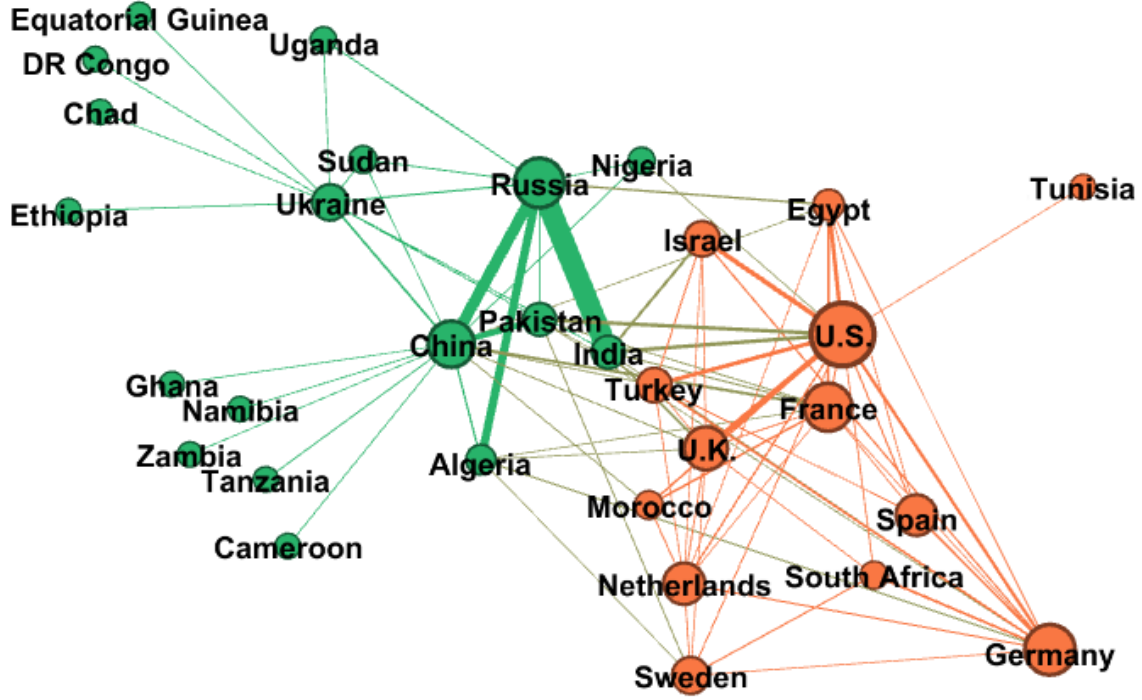 Equatorial Guinea
Uganda
DR Congo
Chad
Sudan
Russia
Nigeria
Tunisia
Ethiopia
Ukraine
Egypt
Israel
Pakistan
U.S.
China
India
Ghana
Turkey
Namibia
France
Zambia
U.K.
Algeria
Tanzania
Morocco
Spain
Cameroon
Netherlands
South Africa
Germany
Sweden